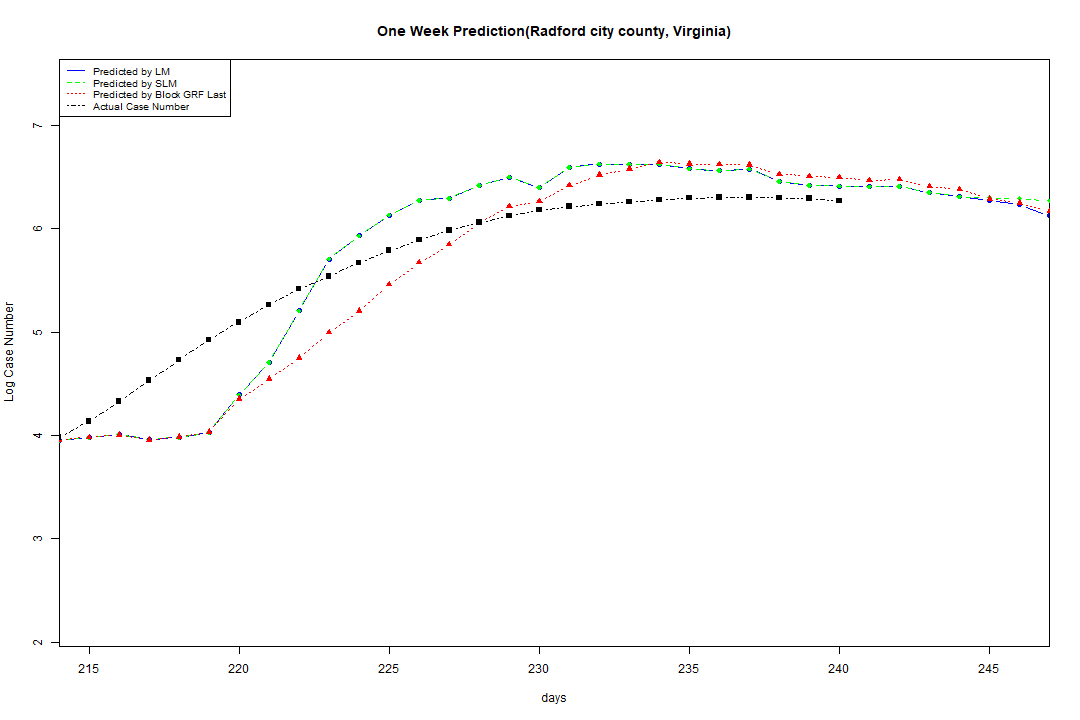 One Week Prediction(Radford city county, Virginia)
Predicted by LM
Predicted by SLM
Predicted by Block GRF Last
Actual Case Number
7
6
5
4
3
2
Log Case Number
215 220 225 230 235 240 245
days